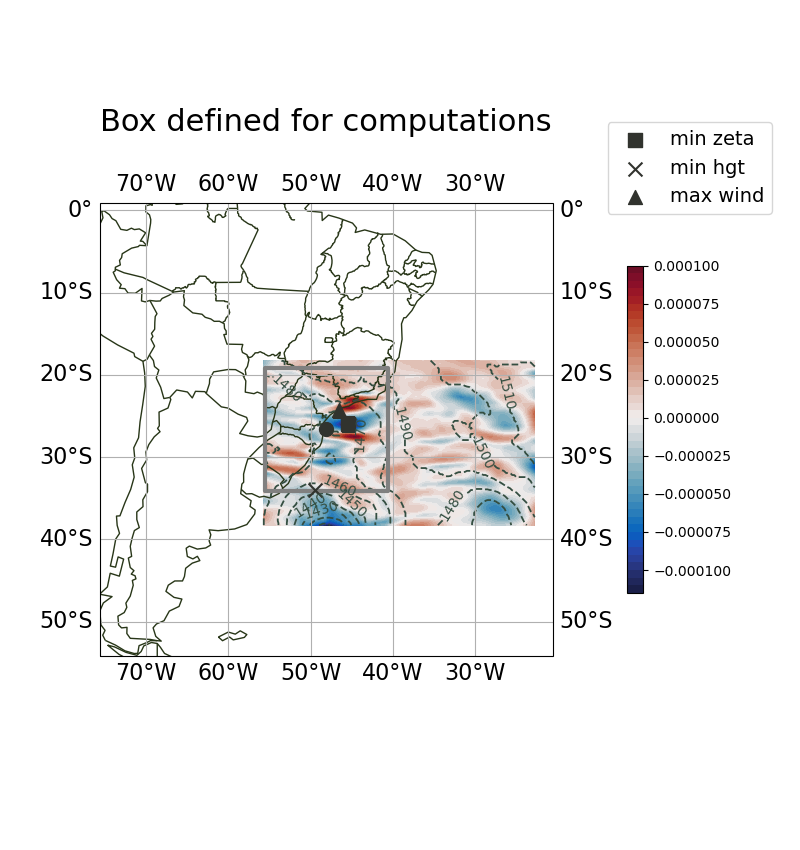 Box defined for computations
min zeta
min hgt
max wind
70°W 60°W 50°W 40°W 30°W
0° 0°
10°S 10°S
20°S 20°S
30°S 30°S
40°S 40°S
50°S 50°S
70°W 60°W 50°W 40°W 30°W
1480
1510
1490
1500
1460
1450
1440
1430
1480
0.000100
0.000075
0.000050
0.000025
0.000000
−0.000025
−0.000050
−0.000075
−0.000100